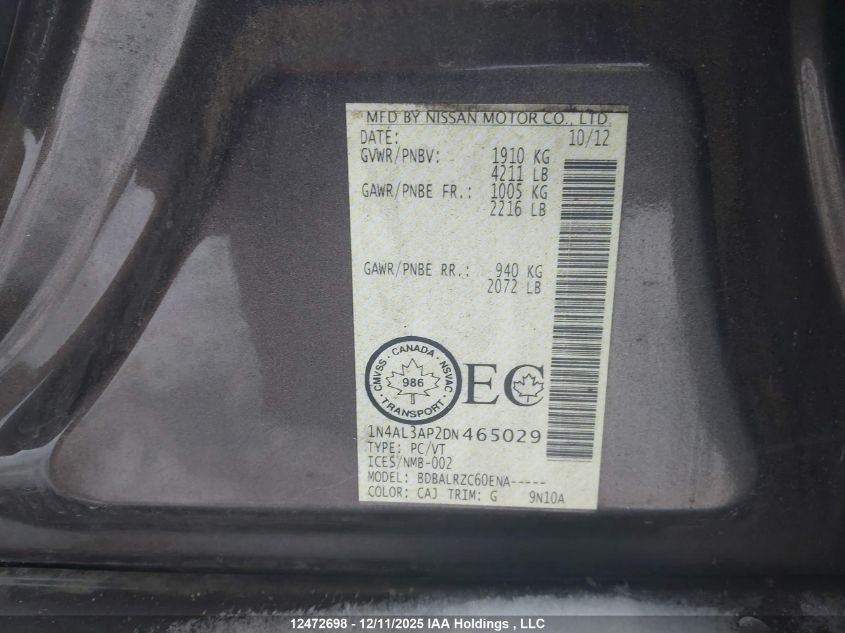 MFD BY NISSAN MOTOR CO., LTD.
DATE: 10/12
GVWR/PNBV: 1910 KG
4211 LB
GAWR/PNBE FR.: 1005 KG
2216 LB
GAWR/PNBE RR.: 940 KG
2072 LB
CMVSS · CANADA · NSVAC
986
TRANSPORT
EC
1N4AL3AP2DN465029
TYPE: PC/VT
ICES/NMB-002
MODEL: BDBALRZC60ENA-----
COLOR: CAJ TRIM: G 9N10A
12472698 - 12/11/2025 IAA Holdings , LLC